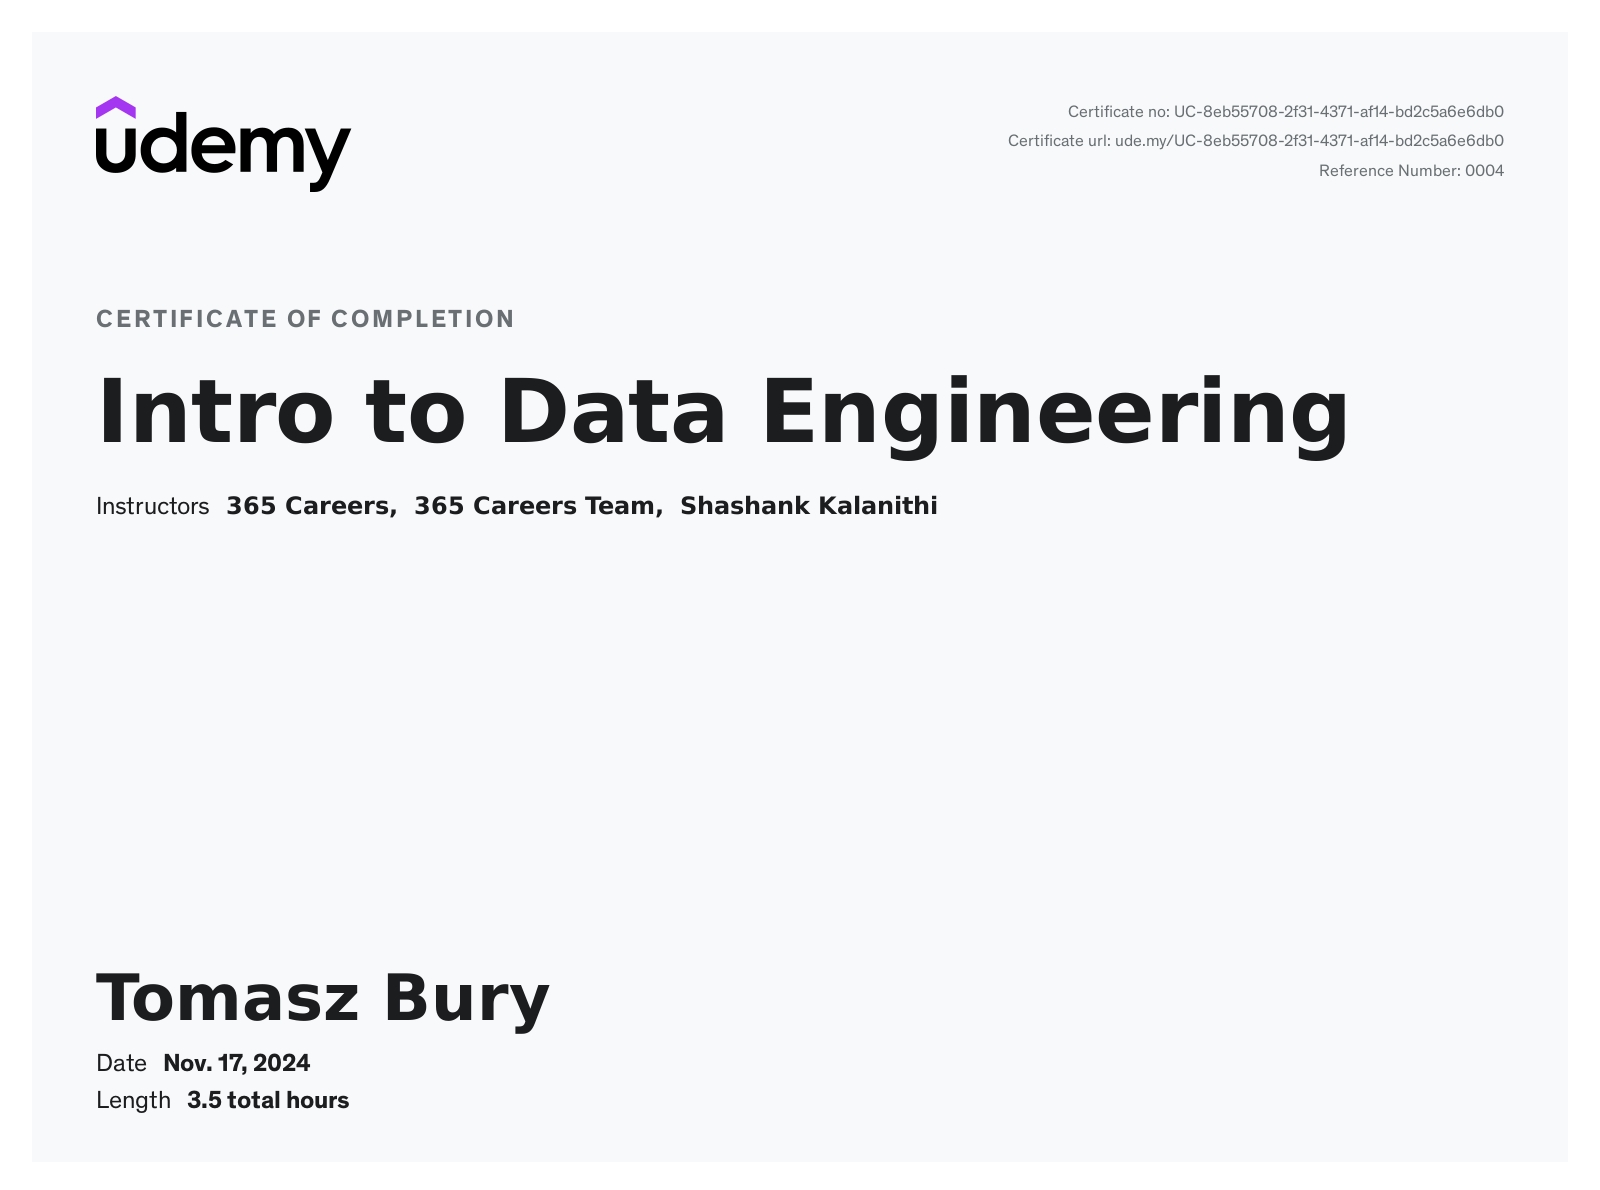 udemy
Certificate no: UC-8eb55708-2f31-4371-af14-bd2c5a6e6db0
Certificate url: ude.my/UC-8eb55708-2f31-4371-af14-bd2c5a6e6db0
Reference Number: 0004
CERTIFICATE OF COMPLETION
Intro to Data Engineering
Instructors 365 Careers, 365 Careers Team, Shashank Kalanithi
Tomasz Bury
Date Nov. 17, 2024
Length 3.5 total hours